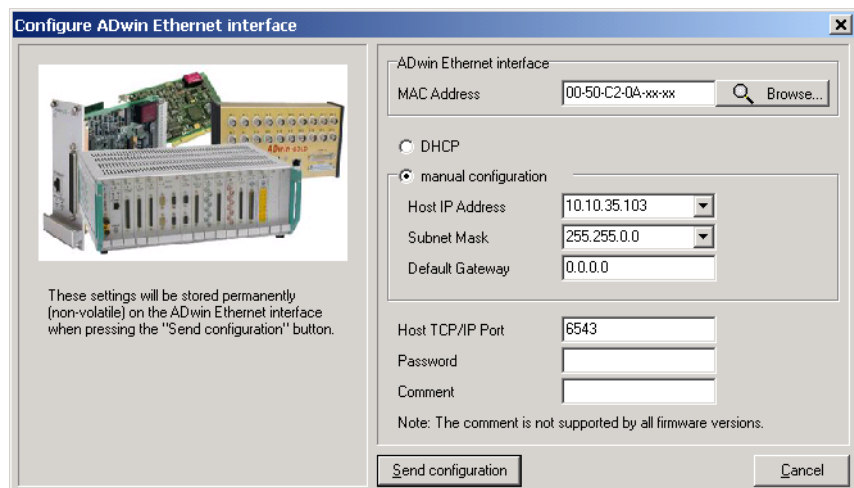 Configure ADwin Ethernet interface
ADwin Ethernet interface
MAC Address 00-50-C2-0A-xx-xx Browse...
DHCP
manual configuration
Host IP Address 10.10.35.103
Subnet Mask 255.255.0.0
Default Gateway 0.0.0.0
These settings will be stored permanently
(non-volatile) on the ADwin Ethernet interface
when pressing the "Send configuration" button.
Host TCP/IP Port 6543
Password
Comment
Note: The comment is not supported by all firmware versions.
Send configuration Cancel
ADwin GOLD